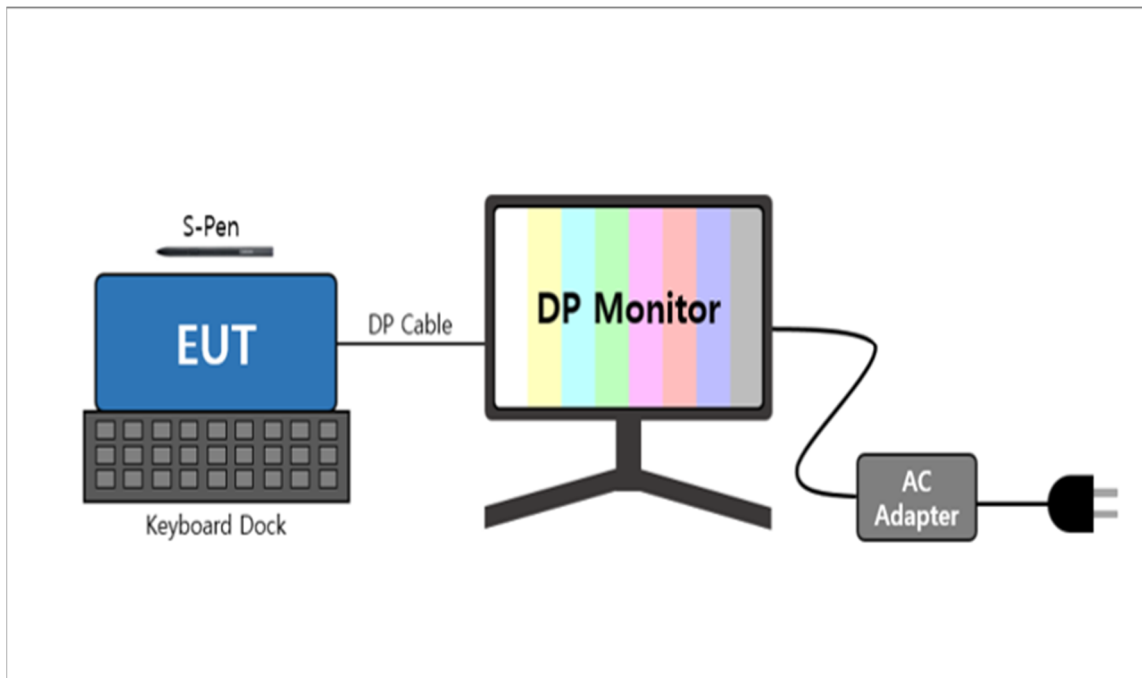 S-Pen
EUT
DP Cable
DP Monitor
Keyboard Dock
AC
Adapter